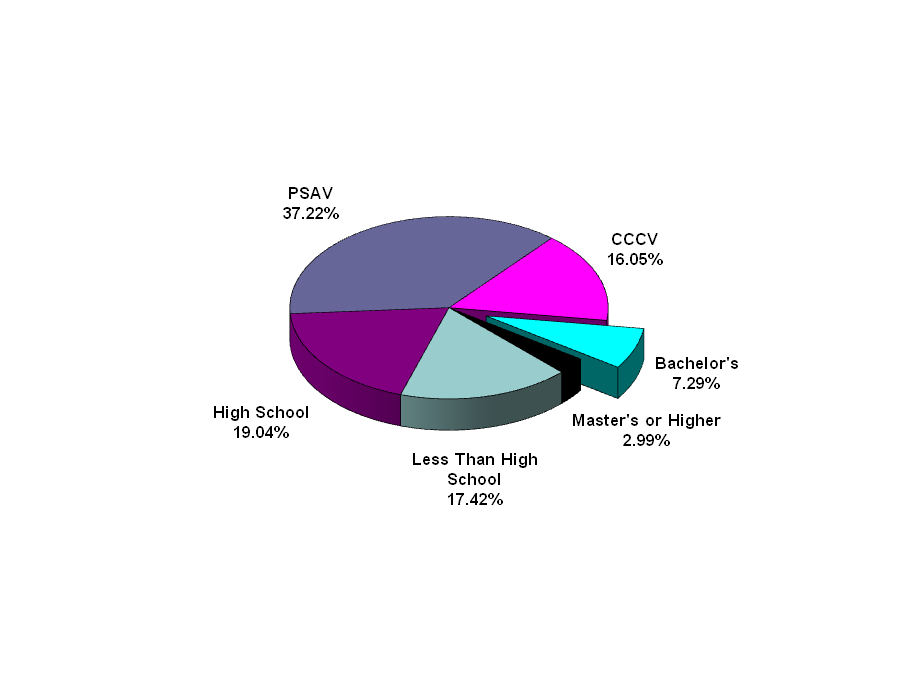 PSAV
37.22%
CCCV
16.05%
Bachelor's
7.29%
High School
19.04%
Master's or Higher
2.99%
Less Than High
School
17.42%